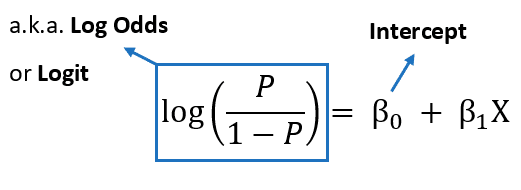 a.k.a. Log Odds
or Logit
Intercept
log(P/(1 − P)) = β₀ + β₁X